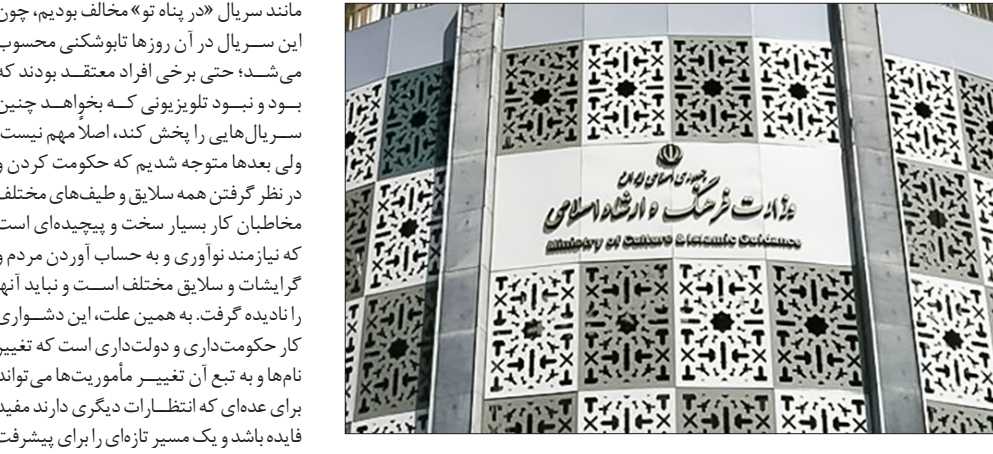 مانند سریال «در پناه تو» مخالف بودیم، چون
این سریال در آن روزها تابوشکنی محسوب
می‌شد؛ حتی برخی افراد معتقد بودند که
بود و نبود تلویزیونی که بخواهد چنین
سریال‌هایی را پخش کند، اصلاً مهم نیست
ولی بعدها متوجه شدیم که حکومت کردن و
در نظر گرفتن همه سلایق و طیف‌های مختلف
مخاطبان کار بسیار سخت و پیچیده‌ای است
که نیازمند نوآوری و به حساب آوردن مردم و
گرایشات و سلایق مختلف است و نباید آنها
را نادیده گرفت. به همین علت، این دشواری
کار حکومت‌داری و دولت‌داری است که تغییر
نام‌ها و به تبع آن تغییر مأموریت‌ها می‌تواند
برای عده‌ای که انتظارات دیگری دارند مفید
فایده باشد و یک مسیر تازه‌ای را برای پیشرفت
جمهوری اسلامی ایران
وزارت فرهنگ و ارشاد اسلامی
Ministry of Culture & Islamic Guidance